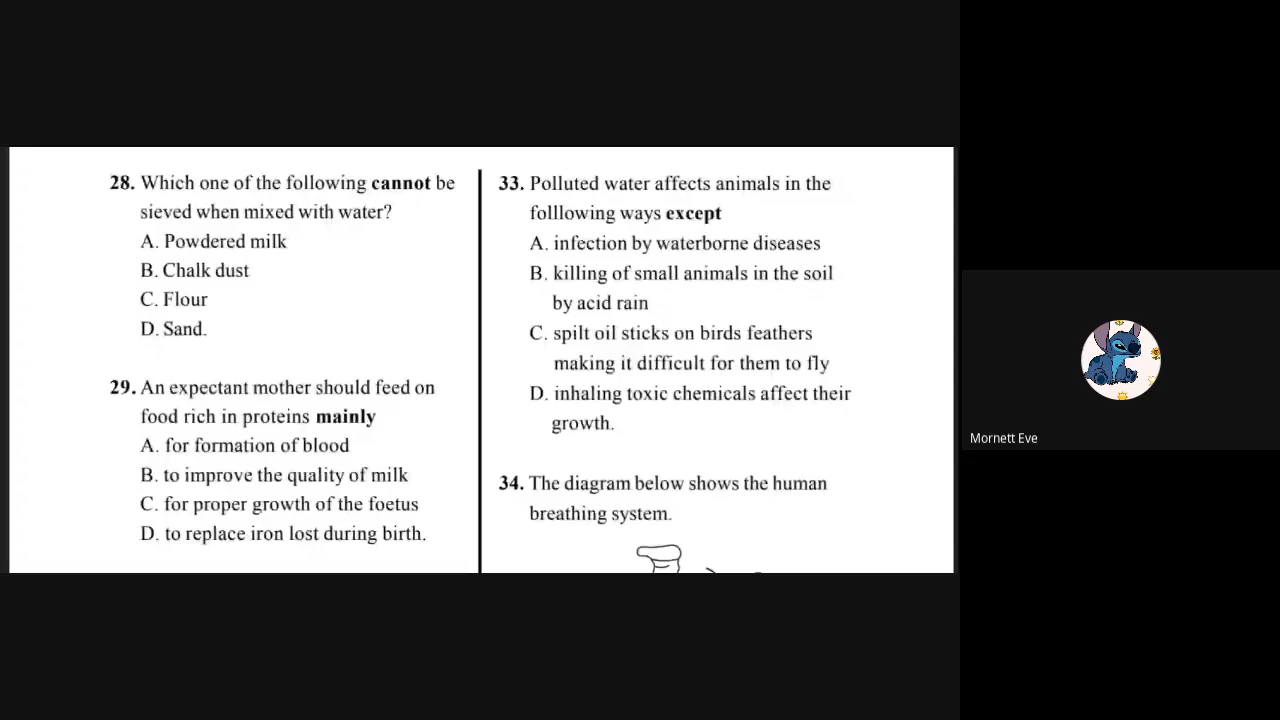 28. Which one of the following cannot be
sieved when mixed with water?
A. Powdered milk
B. Chalk dust
C. Flour
D. Sand.
29. An expectant mother should feed on
food rich in proteins mainly
A. for formation of blood
B. to improve the quality of milk
C. for proper growth of the foetus
D. to replace iron lost during birth.
33. Polluted water affects animals in the
folllowing ways except
A. infection by waterborne diseases
B. killing of small animals in the soil
by acid rain
C. spilt oil sticks on birds feathers
making it difficult for them to fly
D. inhaling toxic chemicals affect their
growth.
34. The diagram below shows the human
breathing system.
Mornett Eve